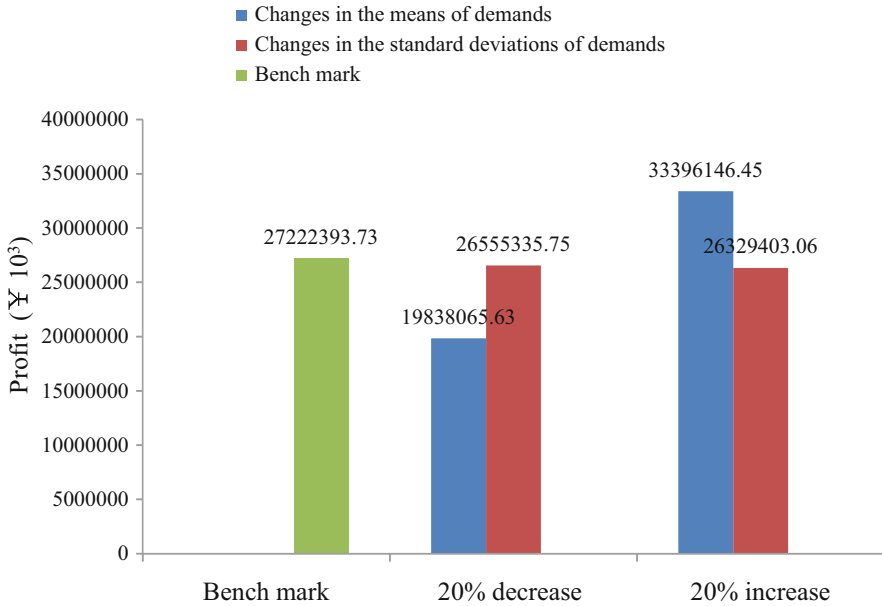 Changes in the means of demands
Changes in the standard deviations of demands
Bench mark
40000000
35000000
30000000
25000000
20000000
15000000
10000000
5000000
0
Profit (￥ 10³)
27222393.73
19838065.63
26555335.75
33396146.45
26329403.06
Bench mark
20% decrease
20% increase